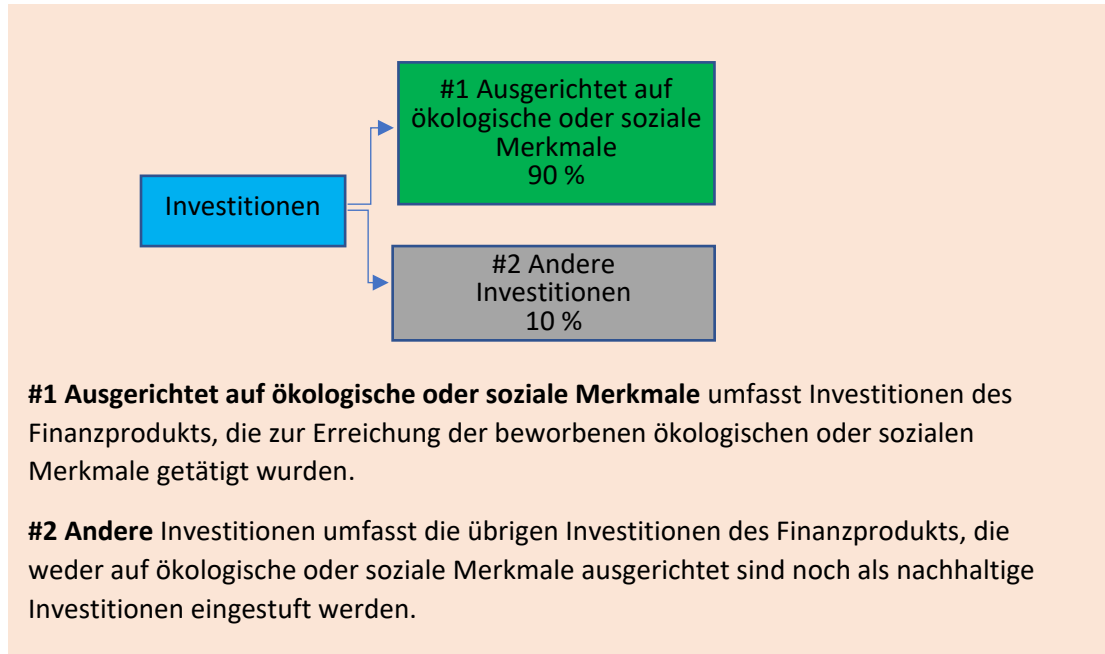 #1 Ausgerichtet auf
ökologische oder soziale
Merkmale
90 %
Investitionen
#2 Andere
Investitionen
10 %
#1 Ausgerichtet auf ökologische oder soziale Merkmale umfasst Investitionen des
Finanzprodukts, die zur Erreichung der beworbenen ökologischen oder sozialen
Merkmale getätigt wurden.
#2 Andere Investitionen umfasst die übrigen Investitionen des Finanzprodukts, die
weder auf ökologische oder soziale Merkmale ausgerichtet sind noch als nachhaltige
Investitionen eingestuft werden.